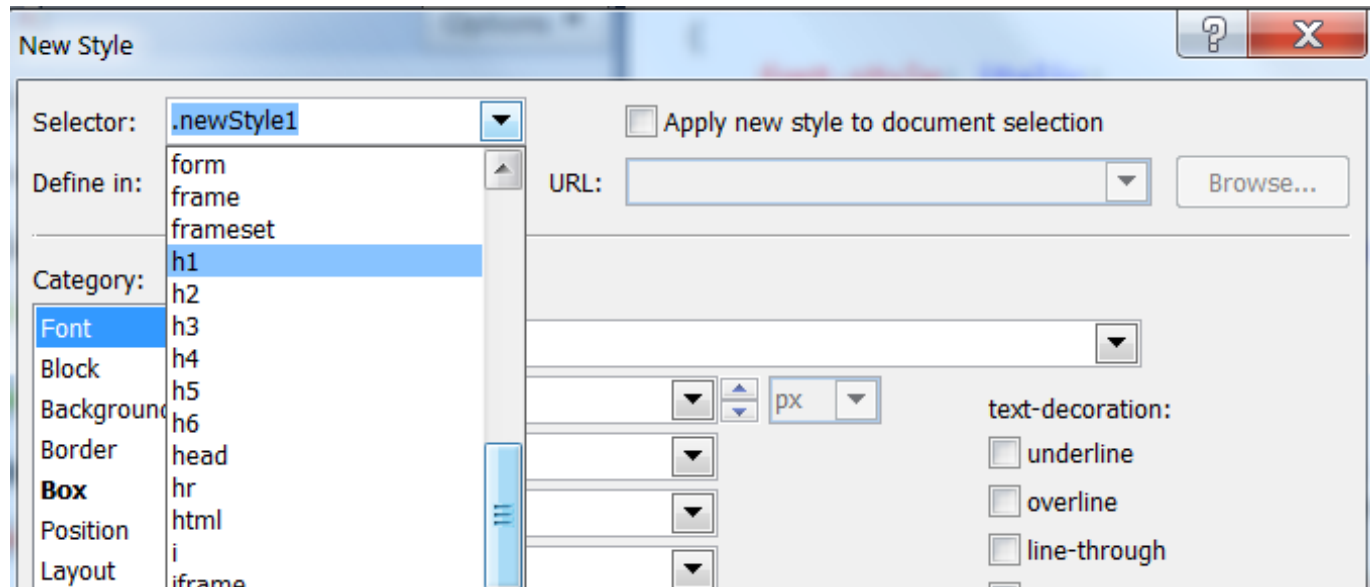 New Style
Selector: .newStyle1 Apply new style to document selection
Define in: URL: Browse...
form
frame
frameset
h1
h2
h3
h4
h5
h6
head
hr
html
i
iframe
Category:
Font
Block
Background
Border
Box
Position
Layout
px
text-decoration:
underline
overline
line-through